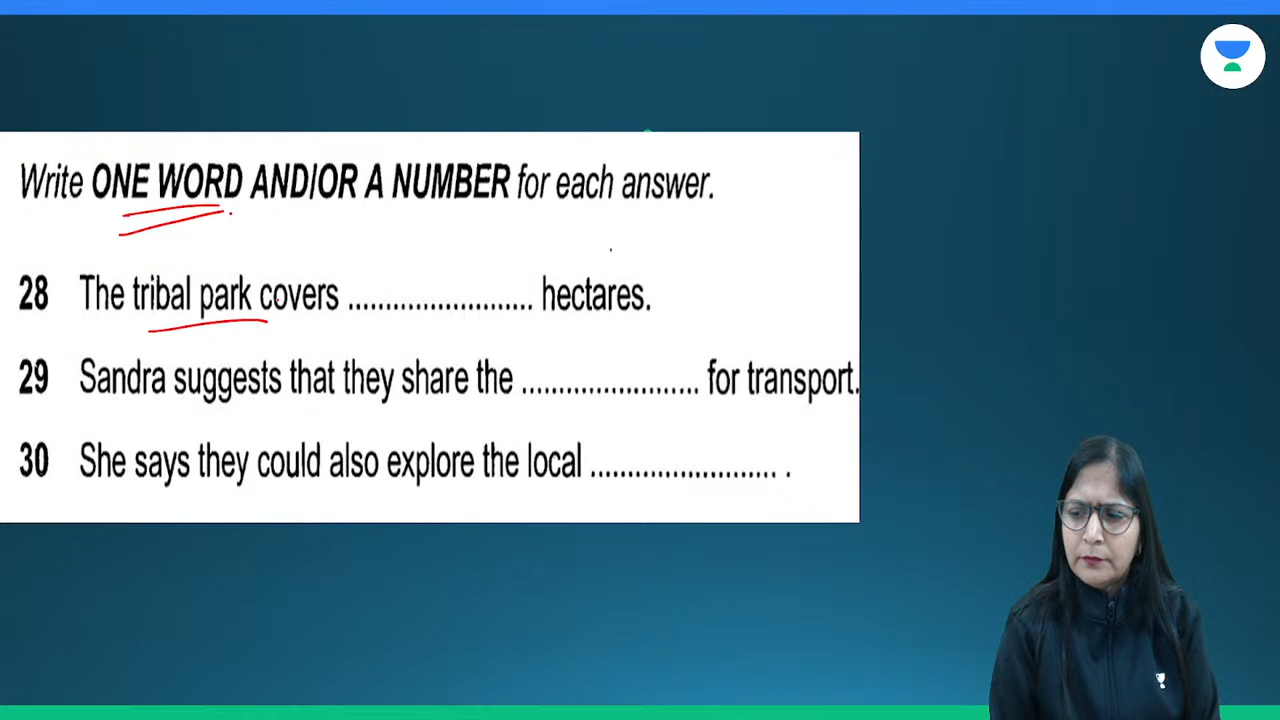 Write ONE WORD AND/OR A NUMBER for each answer.
28 The tribal park covers ......................... hectares.
29 Sandra suggests that they share the ........................ for transport.
30 She says they could also explore the local ......................... .